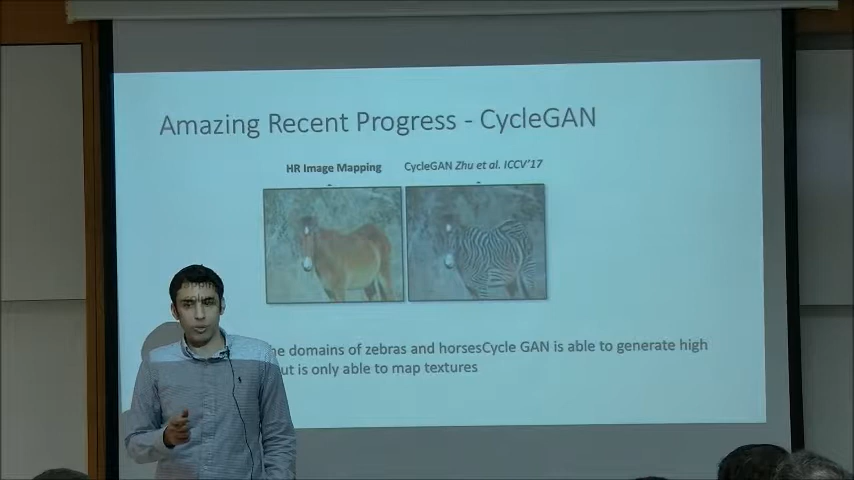 Amazing Recent Progress - CycleGAN
HR Image Mapping CycleGAN Zhu et al. ICCV'17
domains of zebras and horsesCycle GAN is able to generate high
is only able to map textures